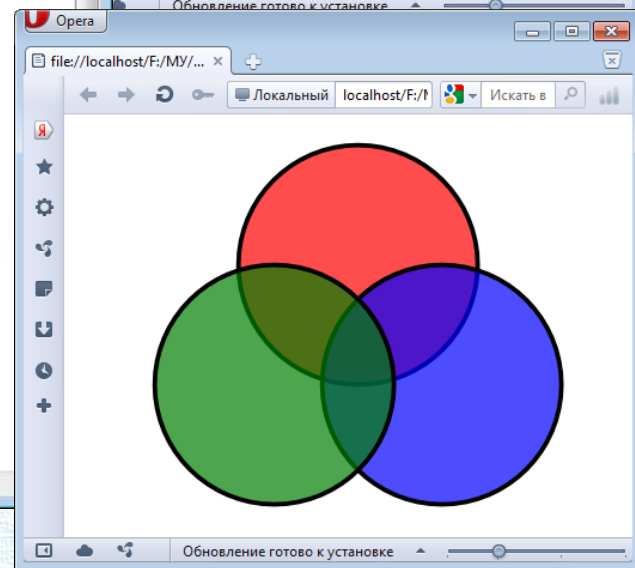 Обновление готово к установке
Opera
file://localhost/F:/МУ/...
Локальный localhost/F:/ Искать в
Я
Обновление готово к установке